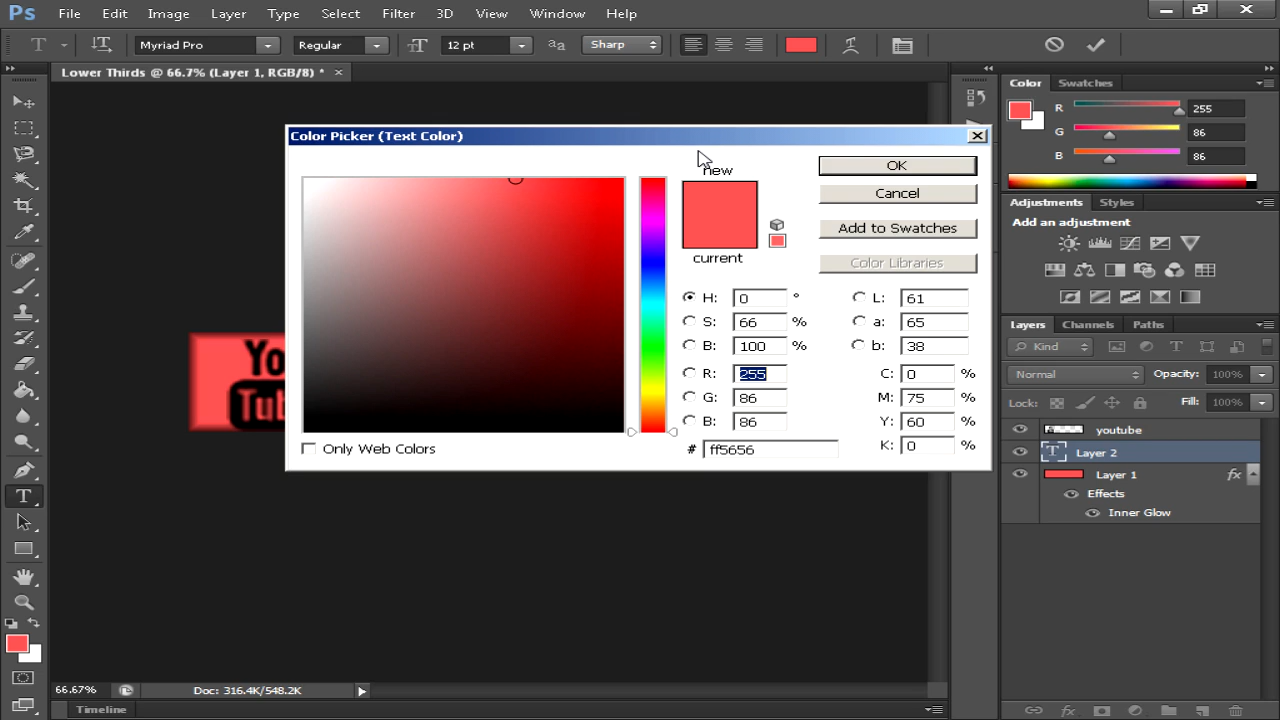 Ps File Edit Image Layer Type Select Filter 3D View Window Help
T Myriad Pro Regular 12 pt Sharp
Lower Thirds @ 66.7% (Layer 1, RGB/8) *
Color Swatches
R 255
G 86
B 86
Color Picker (Text Color)
new
current
OK
Cancel
Add to Swatches
Color Libraries
H: 0 °
S: 66 %
B: 100 %
R: 255
G: 86
B: 86
# ff5656
L: 61
a: 65
b: 38
C: 0 %
M: 75 %
Y: 60 %
K: 0 %
Only Web Colors
Yo
Tub
Adjustments Styles
Add an adjustment
Layers Channels Paths
Kind
Normal Opacity: 100%
Lock: Fill: 100%
youtube
Layer 2
Layer 1 fx
Effects
Inner Glow
66.67% Doc: 316.4K/548.2K
Timeline